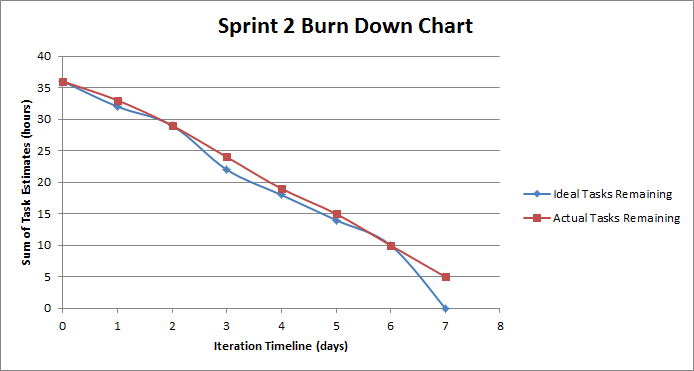 Sprint 2 Burn Down Chart
Sum of Task Estimates (hours)
40
35
30
25
20
15
10
5
0
0 1 2 3 4 5 6 7 8
Iteration Timeline (days)
Ideal Tasks Remaining
Actual Tasks Remaining